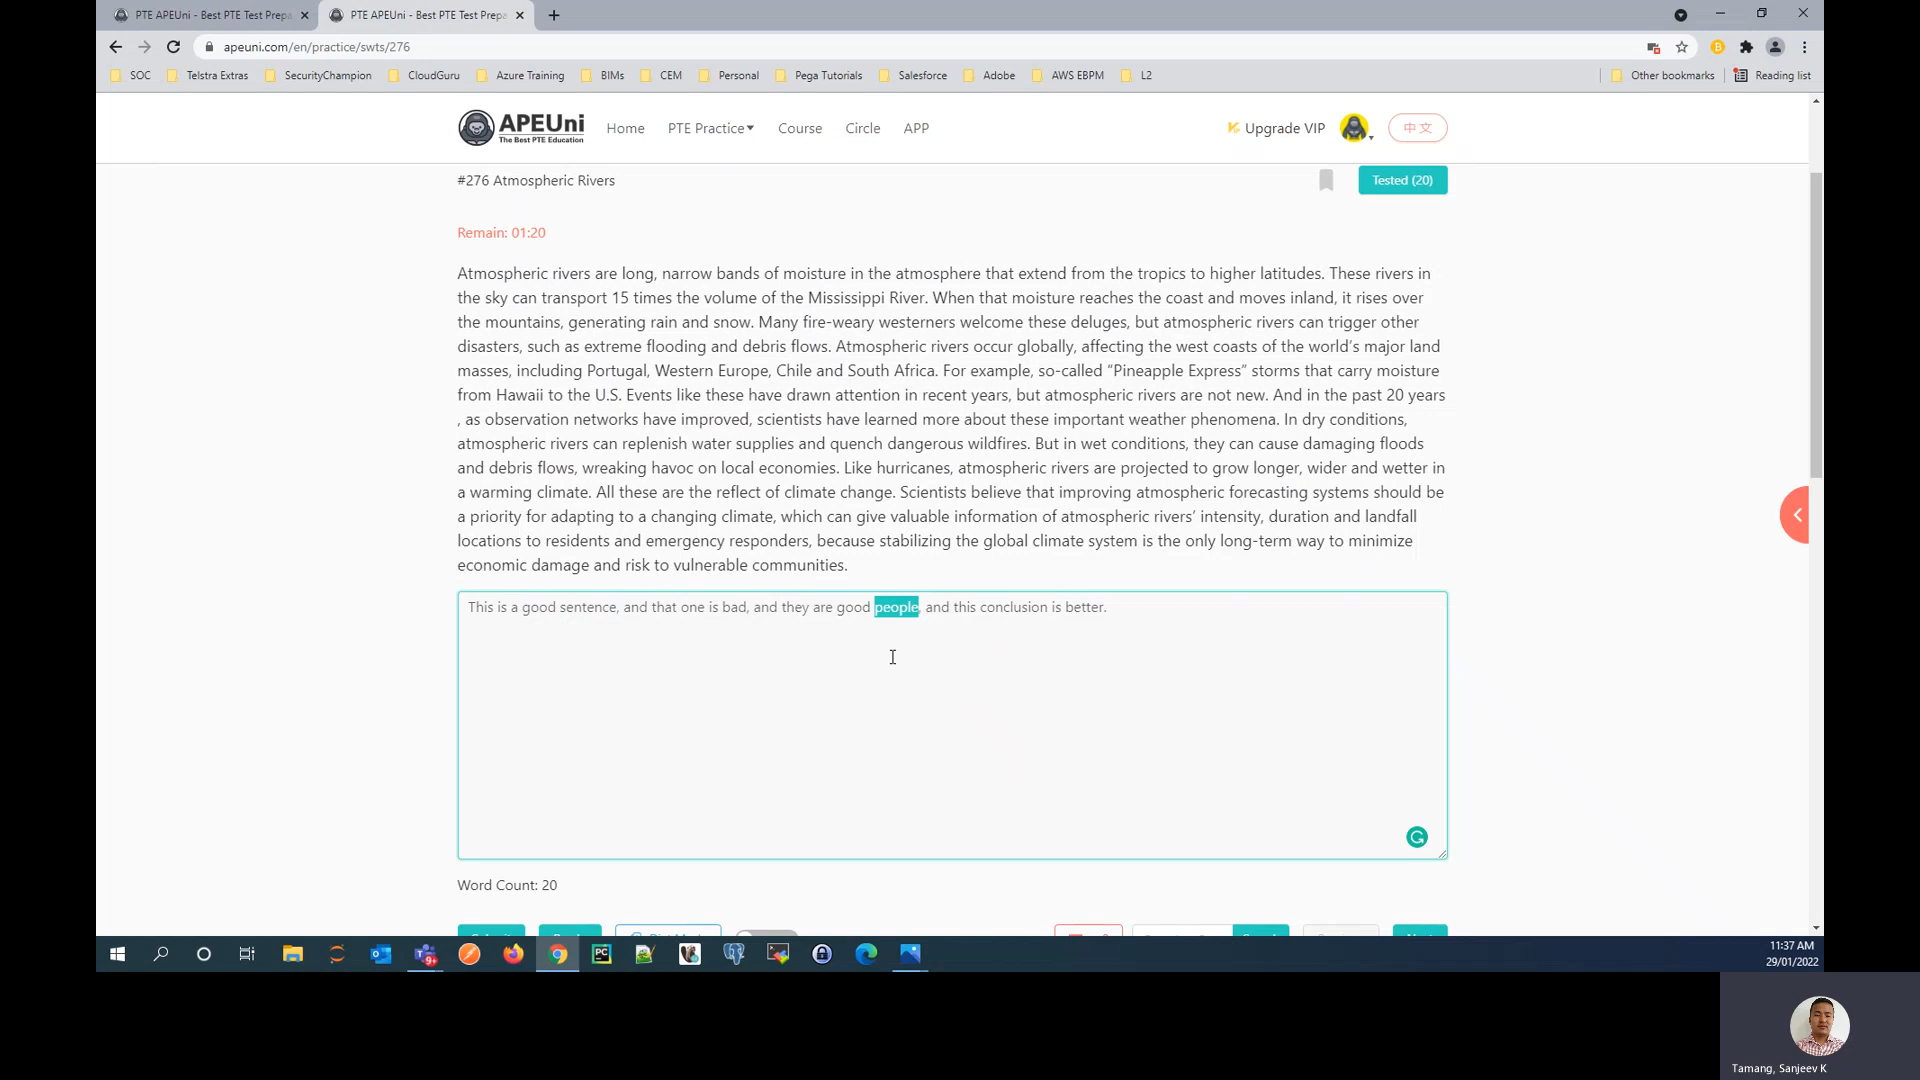 PTE APEUni - Best PTE Test Prepa
PTE APEUni - Best PTE Test Prepa
apeuni.com/en/practice/swts/276
SOC
Telstra Extras
SecurityChampion
CloudGuru
Azure Training
BIMs
CEM
Personal
Pega Tutorials
Salesforce
Adobe
AWS EBPM
L2
Other bookmarks
Reading list
APEUni
The Best PTE Education
Home
PTE Practice
Course
Circle
APP
Upgrade VIP
中文
#276 Atmospheric Rivers
Tested (20)
Remain: 01:20
Atmospheric rivers are long, narrow bands of moisture in the atmosphere that extend from the tropics to higher latitudes. These rivers in
the sky can transport 15 times the volume of the Mississippi River. When that moisture reaches the coast and moves inland, it rises over
the mountains, generating rain and snow. Many fire-weary westerners welcome these deluges, but atmospheric rivers can trigger other
disasters, such as extreme flooding and debris flows. Atmospheric rivers occur globally, affecting the west coasts of the world's major land
masses, including Portugal, Western Europe, Chile and South Africa. For example, so-called “Pineapple Express” storms that carry moisture
from Hawaii to the U.S. Events like these have drawn attention in recent years, but atmospheric rivers are not new. And in the past 20 years
, as observation networks have improved, scientists have learned more about these important weather phenomena. In dry conditions,
atmospheric rivers can replenish water supplies and quench dangerous wildfires. But in wet conditions, they can cause damaging floods
and debris flows, wreaking havoc on local economies. Like hurricanes, atmospheric rivers are projected to grow longer, wider and wetter in
a warming climate. All these are the reflect of climate change. Scientists believe that improving atmospheric forecasting systems should be
a priority for adapting to a changing climate, which can give valuable information of atmospheric rivers' intensity, duration and landfall
locations to residents and emergency responders, because stabilizing the global climate system is the only long-term way to minimize
economic damage and risk to vulnerable communities.
This is a good sentence, and that one is bad, and they are good people, and this conclusion is better.
Word Count: 20
11:37 AM
29/01/2022
Tamang, Sanjeev K